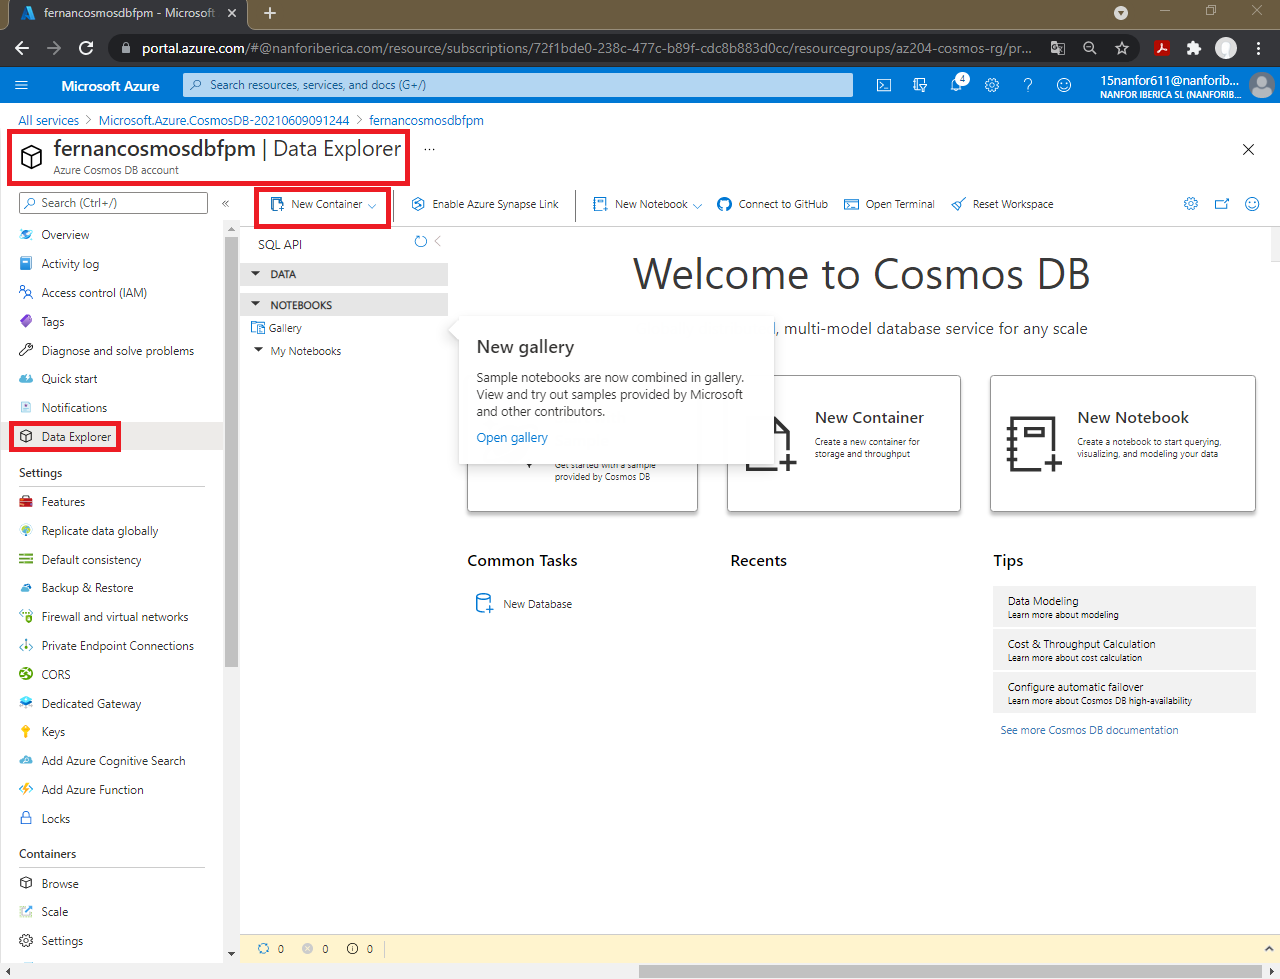 fernancosmosdbfpm - Microsoft
portal.azure.com/#@nanforiberica.com/resource/subscriptions/72f1bde0-238c-477c-b89f-cdc8b883d0cc/resourcegroups/az204-cosmos-rg/pr...
Microsoft Azure
Search resources, services, and docs (G+/)
4
15nanfor611@nanforib...
NANFOR IBERICA SL (NANFORIB...
All services > Microsoft.Azure.CosmosDB-20210609091244 > fernancosmosdbfpm
fernancosmosdbfpm | Data Explorer ...
Azure Cosmos DB account
Search (Ctrl+/)
«
New Container
Enable Azure Synapse Link
New Notebook
Connect to GitHub
Open Terminal
Reset Workspace
Overview
Activity log
Access control (IAM)
Tags
Diagnose and solve problems
Quick start
Notifications
Data Explorer
Settings
Features
Replicate data globally
Default consistency
Backup & Restore
Firewall and virtual networks
Private Endpoint Connections
CORS
Dedicated Gateway
Keys
Add Azure Cognitive Search
Add Azure Function
Locks
Containers
Browse
Scale
Settings
SQL API
DATA
NOTEBOOKS
Gallery
My Notebooks
Welcome to Cosmos DB
, multi-model database service for any scale
New gallery
Sample notebooks are now combined in gallery.
View and try out samples provided by Microsoft
and other contributors.
Open gallery
Get started with a sample
provided by Cosmos DB
New Container
Create a new container for
storage and throughput
New Notebook
Create a notebook to start querying,
visualizing, and modeling your data
Common Tasks
New Database
Recents
Tips
Data Modeling
Learn more about modeling
Cost & Throughput Calculation
Learn more about cost calculation
Configure automatic failover
Learn more about Cosmos DB high-availability
See more Cosmos DB documentation
0 0 0